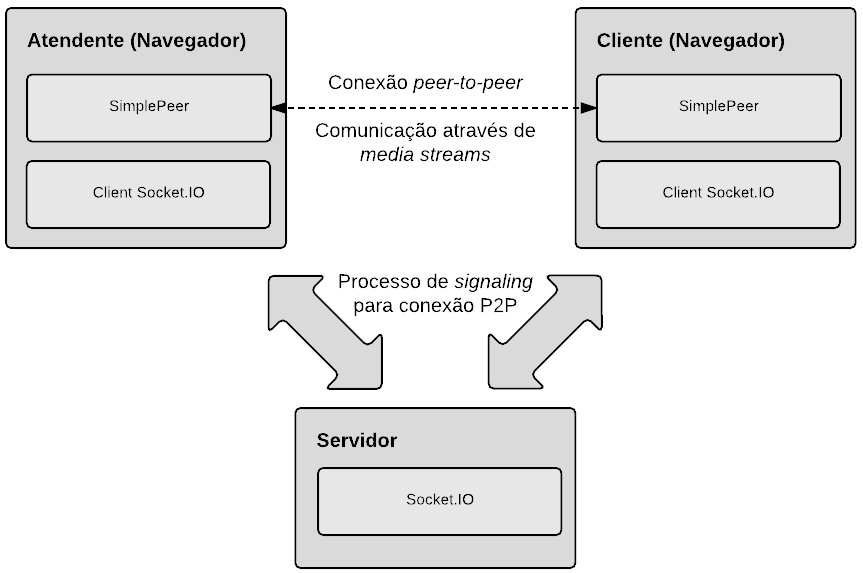 Atendente (Navegador)
SimplePeer
Client Socket.IO
Conexão peer-to-peer
Comunicação através de
media streams
Cliente (Navegador)
SimplePeer
Client Socket.IO
Processo de signaling
para conexão P2P
Servidor
Socket.IO